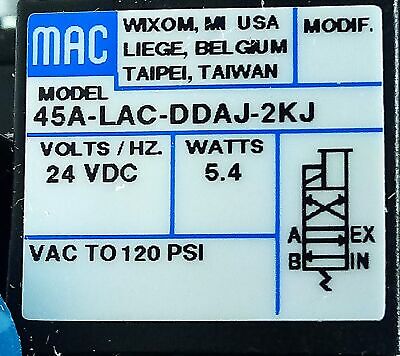 MAC
WIXOM, MI USA
LIEGE, BELGIUM
TAIPEI, TAIWAN
MODIF.
MODEL
45A-LAC-DDAJ-2KJ
VOLTS / HZ.
24 VDC
WATTS
5.4
VAC TO 120 PSI
A EX
B IN